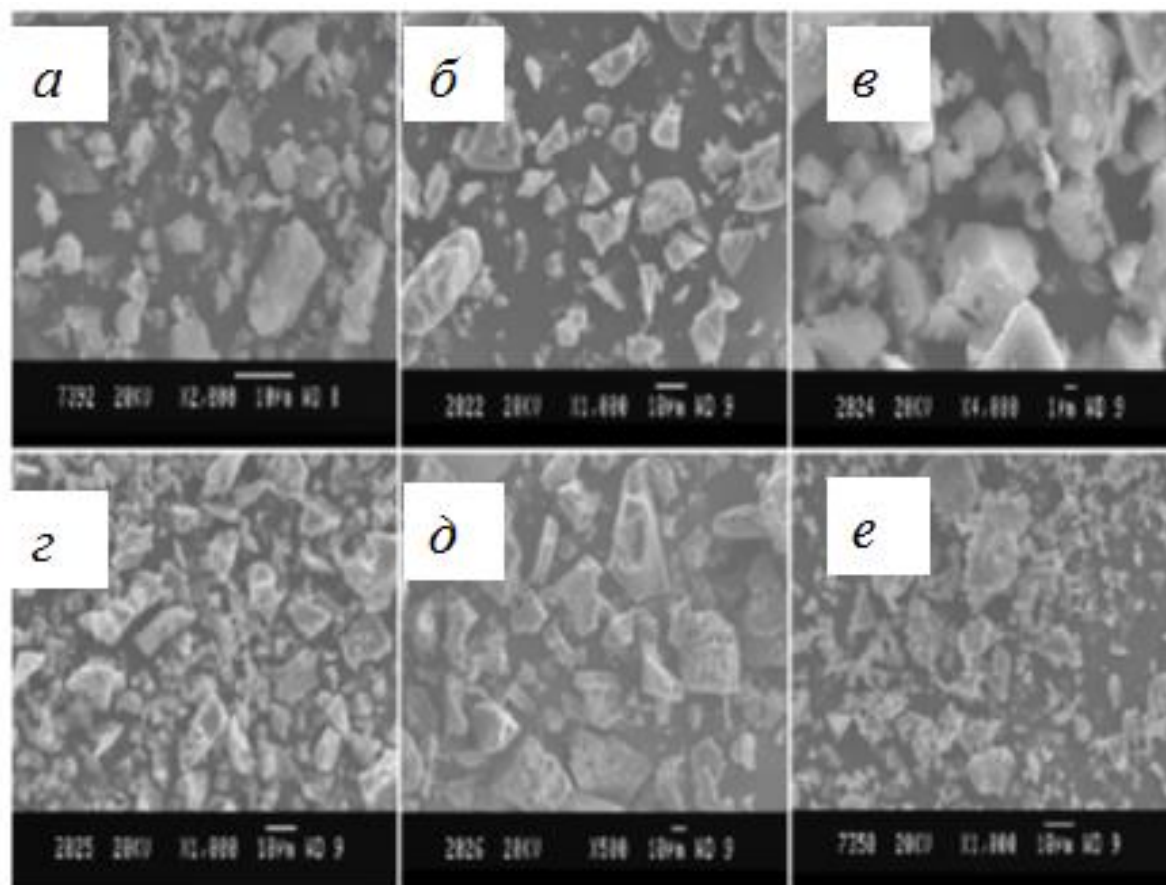 а
б
в
7392 20KV X2,000 10μm WD 8
2022 20KV X1,000 10μm WD 9
2024 20KV X4,000 1μm WD 9
г
д
е
2025 20KV X1,000 10μm WD 9
2026 20KV X500 10μm WD 9
7350 20KV X1,000 10μm WD 9